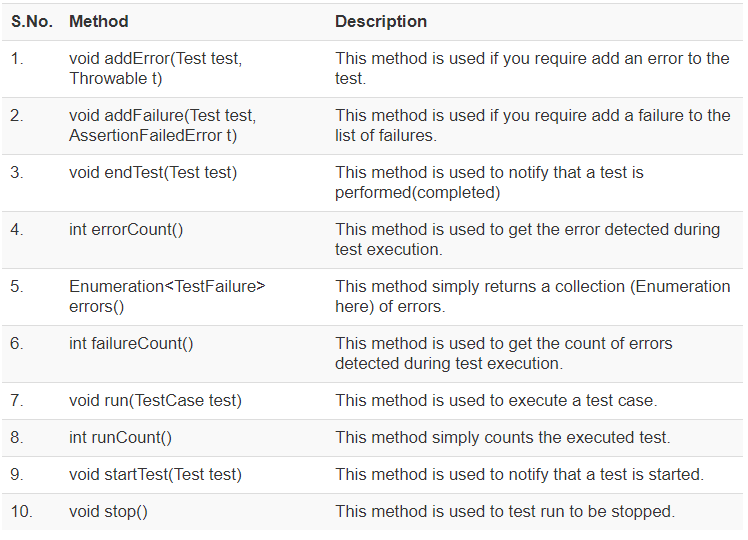 S.No. Method Description
1. void addError(Test test, This method is used if you require add an error to the
Throwable t) test.
2. void addFailure(Test test, This method is used if you require add a failure to the
AssertionFailedError t) list of failures.
3. void endTest(Test test) This method is used to notify that a test is
performed(completed)
4. int errorCount() This method is used to get the error detected during
test execution.
5. Enumeration<TestFailure> This method simply returns a collection (Enumeration
errors() here) of errors.
6. int failureCount() This method is used to get the count of errors
detected during test execution.
7. void run(TestCase test) This method is used to execute a test case.
8. int runCount() This method simply counts the executed test.
9. void startTest(Test test) This method is used to notify that a test is started.
10. void stop() This method is used to test run to be stopped.